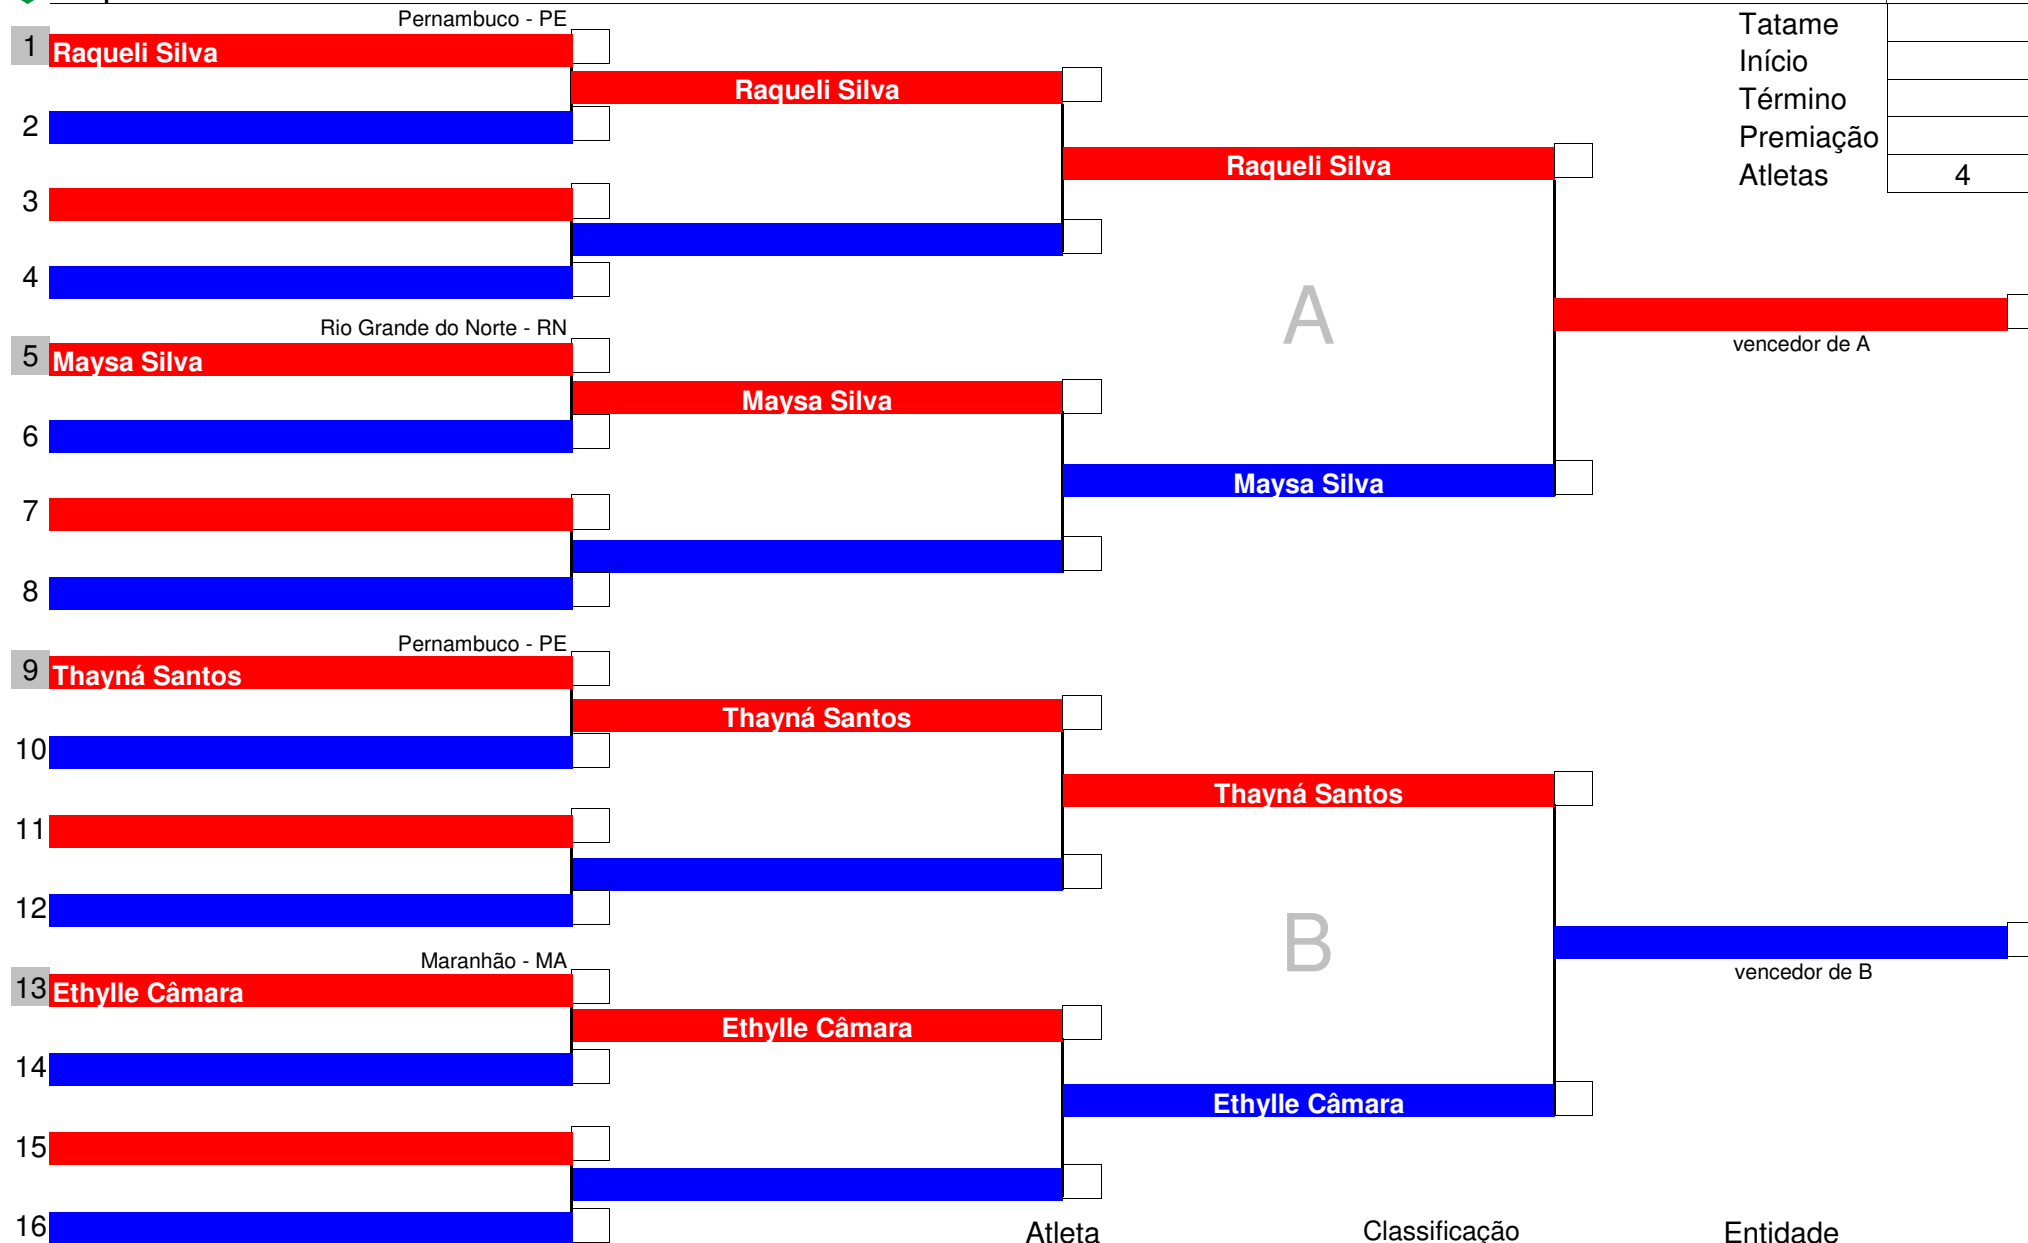 Pernambuco - PE
1 Raqueli Silva
Raqueli Silva
2
Raqueli Silva
3
4
Rio Grande do Norte - RN
5 Maysa Silva
Maysa Silva
6
Maysa Silva
7
8
A
vencedor de A
Pernambuco - PE
9 Thayná Santos
Thayná Santos
10
Thayná Santos
11
12
Maranhão - MA
13 Ethylle Câmara
Ethylle Câmara
14
Ethylle Câmara
15
16
B
vencedor de B
Tatame
Início
Término
Premiação
Atletas 4
Atleta Classificação Entidade